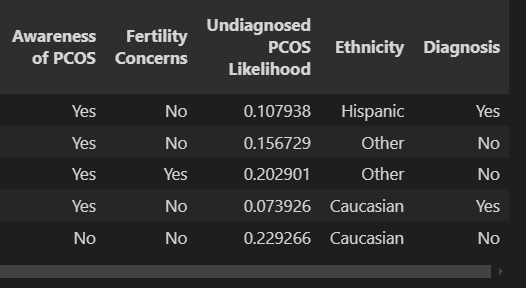 Awareness of PCOS Fertility Concerns Undiagnosed PCOS Likelihood Ethnicity Diagnosis
Yes No 0.107938 Hispanic Yes
Yes No 0.156729 Other No
Yes Yes 0.202901 Other No
Yes No 0.073926 Caucasian Yes
No No 0.229266 Caucasian No